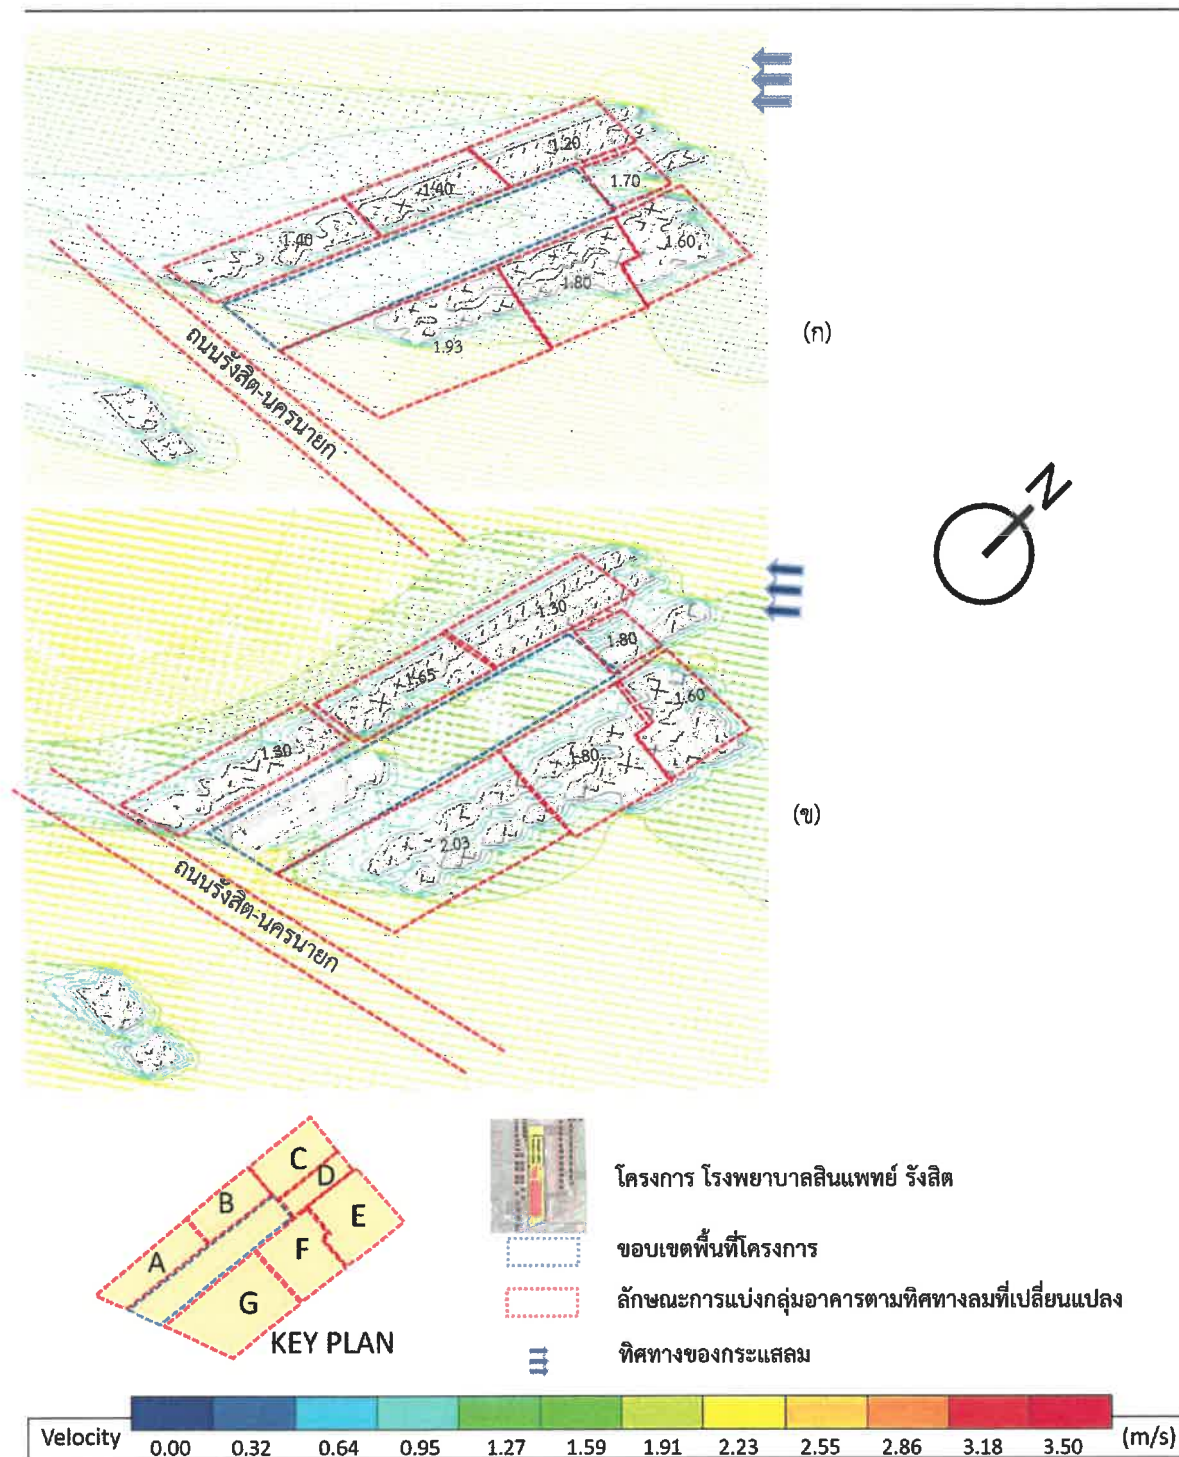 1.20
1.40
1.70
1.40
1.60
1.80
1.93
ถนนรังสิต-นครนายก
(ก)
N
1.30
1.80
1.65
1.60
1.30
1.80
2.03
ถนนรังสิต-นครนายก
(ข)
C
D
B
E
A
F
G
KEY PLAN
โครงการ โรงพยาบาลสินแพทย์ รังสิต
ขอบเขตพื้นที่โครงการ
ลักษณะการแบ่งกลุ่มอาคารตามทิศทางลมที่เปลี่ยนแปลง
ทิศทางของกระแสลม
Velocity 0.00 0.32 0.64 0.95 1.27 1.59 1.91 2.23 2.55 2.86 3.18 3.50 (m/s)